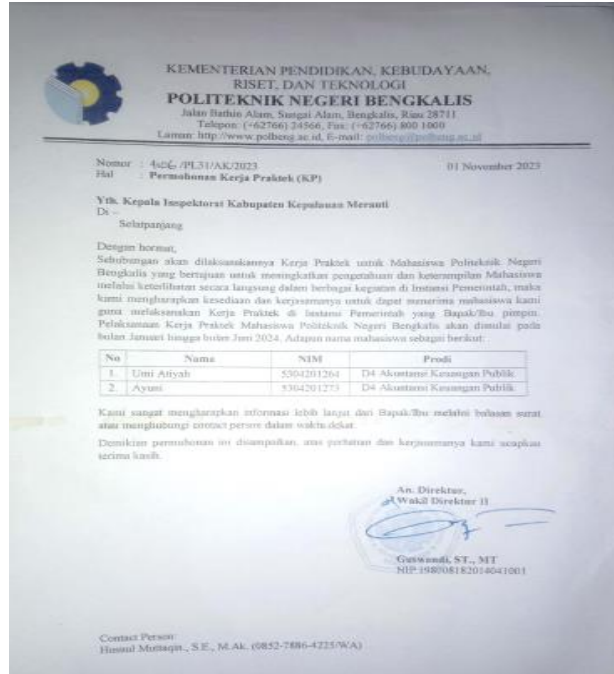 KEMENTERIAN PENDIDIKAN, KEBUDAYAAN,
RISET, DAN TEKNOLOGI
POLITEKNIK NEGERI BENGKALIS
Jalan Bathin Alam, Sungai Alam, Bengkalis, Riau 28711
Telepon: (+62766) 24566, Fax: (+62766) 800 1000
Laman: http://www.polbeng.ac.id, E-mail: polbeng@polbeng.ac.id
Nomor : /PL31/AK/2023 01 November 2023
Hal : Permohonan Kerja Praktek (KP)
Yth. Kepala Inspektorat Kabupaten Kepulauan Meranti
Di –
Selatpanjang
Dengan hormat,
Sehubungan akan dilaksanakannya Kerja Praktek untuk Mahasiswa Politeknik Negeri
Bengkalis yang bertujuan untuk meningkatkan pengetahuan dan keterampilan Mahasiswa
melalui keterlibatan secara langsung dalam berbagai kegiatan di Instansi Pemerintah, maka
kami mengharapkan kesediaan dan kerjasamanya untuk dapat menerima mahasiswa kami
guna melaksanakan Kerja Praktek di Instansi Pemerintah yang Bapak/Ibu pimpin.
Pelaksanaan Kerja Praktek Mahasiswa Politeknik Negeri Bengkalis akan dimulai pada
bulan Januari hingga bulan Juni 2024. Adapun nama mahasiswa sebagai berikut:
No Nama NIM Prodi
1. Umi Atiyah 5304201264 D4 Akuntansi Keuangan Publik
2. Ayuni 5304201273 D4 Akuntansi Keuangan Publik
Kami sangat mengharapkan informasi lebih lanjut dari Bapak/Ibu melalui balasan surat
atau menghubungi contact person dalam waktu dekat.
Demikian permohonan ini disampaikan, atas perhatian dan kerjasamanya kami ucapkan
terima kasih.
An. Direktur,
Wakil Direktur II
Guswandi, ST., MT
NIP.198008182014041001
Contact Person:
Husnul Muttaqin., S.E., M.Ak. (0852-7886-4225/WA)